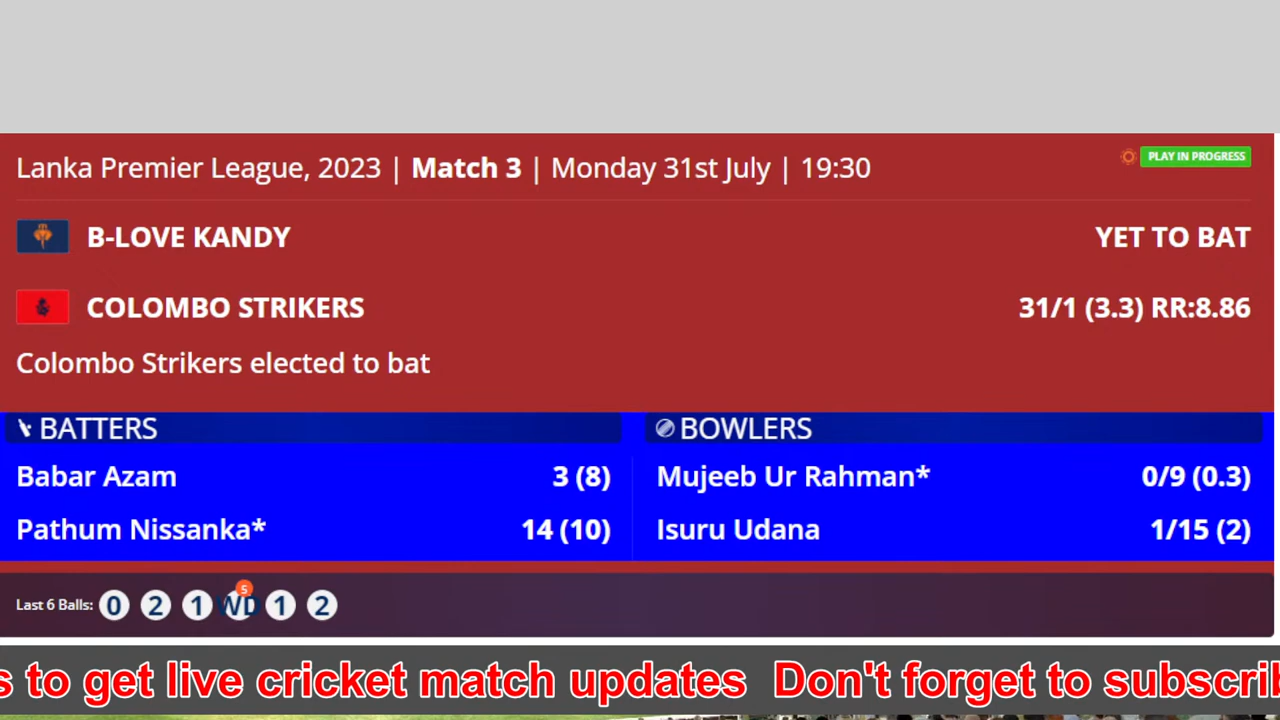 Lanka Premier League, 2023 | Match 3 | Monday 31st July | 19:30
PLAY IN PROGRESS
B-LOVE KANDY YET TO BAT
COLOMBO STRIKERS 31/1 (3.3) RR:8.86
Colombo Strikers elected to bat
BATTERS BOWLERS
Babar Azam 3 (8) Mujeeb Ur Rahman* 0/9 (0.3)
Pathum Nissanka* 14 (10) Isuru Udana 1/15 (2)
Last 6 Balls: 0 2 1 WD 5 1 2
s to get live cricket match updates Don't forget to subscrib